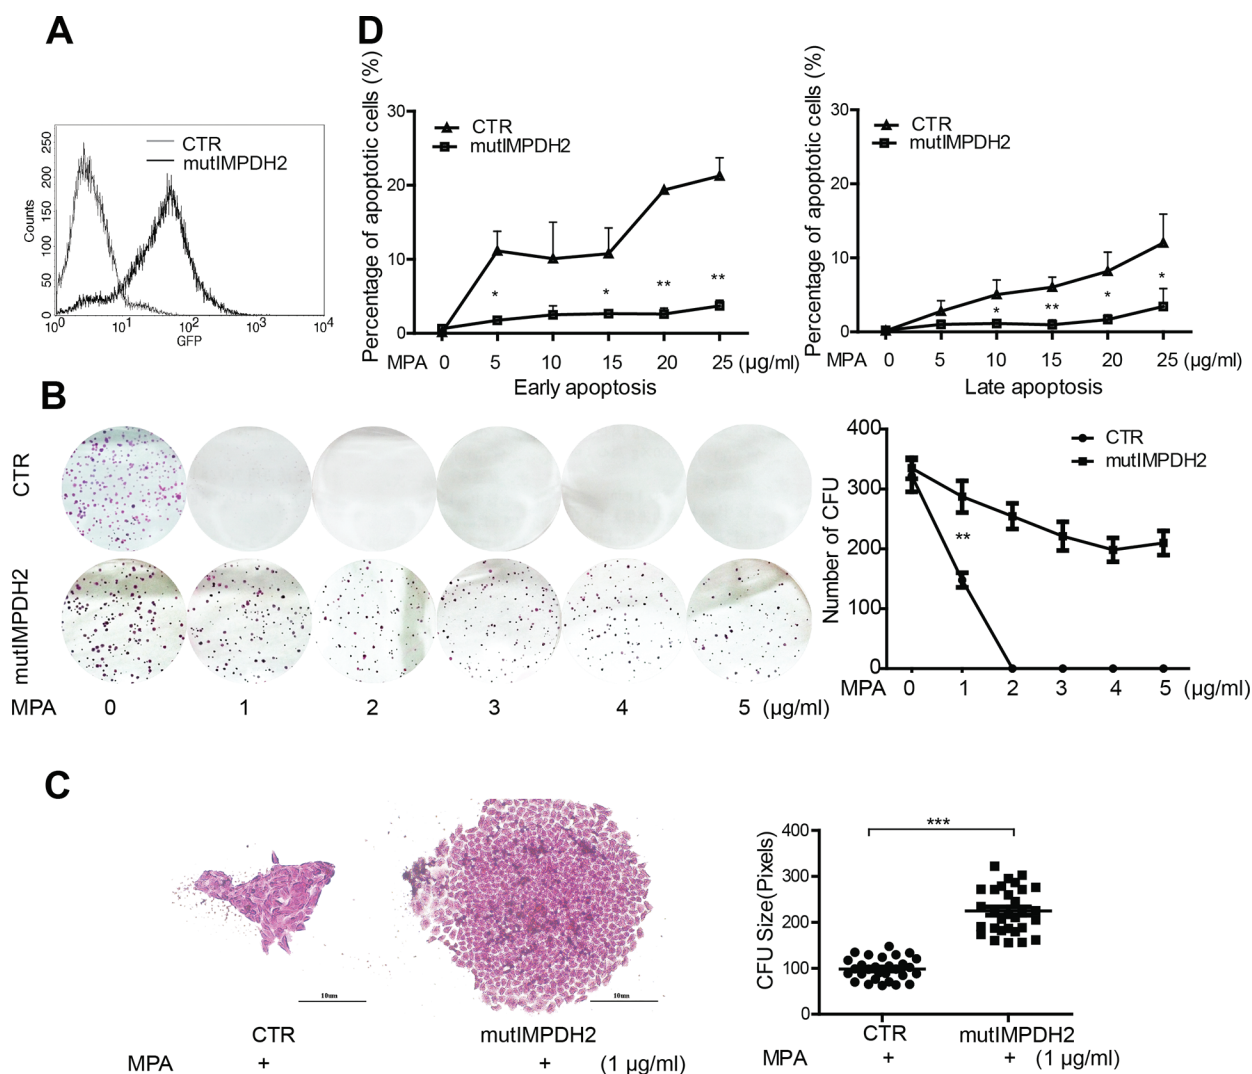 A
CTR
mutIMPDH2
Counts
250
200
150
100
50
0
10⁰ 10¹ 10² 10³ 10⁴
GFP
D
Percentage of apoptotic cells (%)
30
20
10
0
CTR
mutIMPDH2
*
*
**
**
MPA 0 5 10 15 20 25 (µg/ml)
Early apoptosis
Percentage of apoptotic cells (%)
30
20
10
0
CTR
mutIMPDH2
*
**
*
*
MPA 0 5 10 15 20 25 (µg/ml)
Late apoptosis
B
CTR
mutIMPDH2
MPA 0 1 2 3 4 5 (µg/ml)
Number of CFU
400
300
200
100
0
CTR
mutIMPDH2
**
MPA 0 1 2 3 4 5 (µg/ml)
C
10um
10um
CTR mutIMPDH2
MPA + + (1 µg/ml)
CFU Size(Pixels)
400
300
200
100
0
***
CTR mutIMPDH2
MPA + + (1 µg/ml)